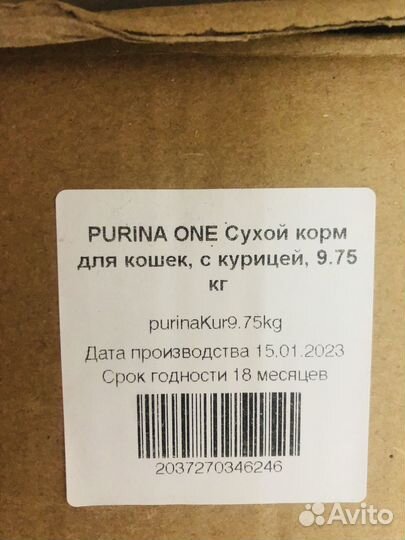 PURINA ONE Сухой корм
для кошек, с курицей, 9.75
кг
purinaKur9.75kg
Дата производства 15.01.2023
Срок годности 18 месяцев
2037270346246
Avito